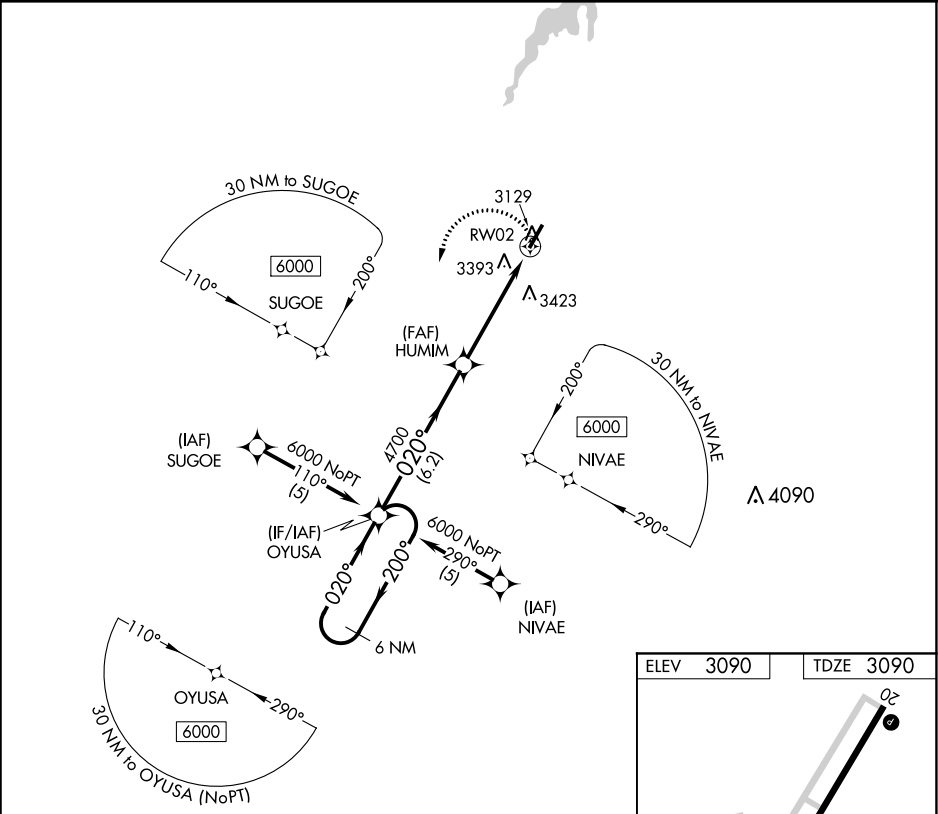 30 NM to SUGOE
6000
110°
200°
SUGOE
3129
RW02
3393
3423
(FAF)
HUMIM
200°
30 NM to NIVAE
6000
NIVAE
290°
4090
(IAF)
SUGOE
6000 NoPT
110°
(5)
4700
020°
(6.2)
(IF/IAF)
OYUSA
6000 NoPT
290°
(5)
020°
200°
(IAF)
NIVAE
6 NM
110°
OYUSA
290°
6000
30 NM to OYUSA (NoPT)
ELEV 3090
TDZE 3090
20
P